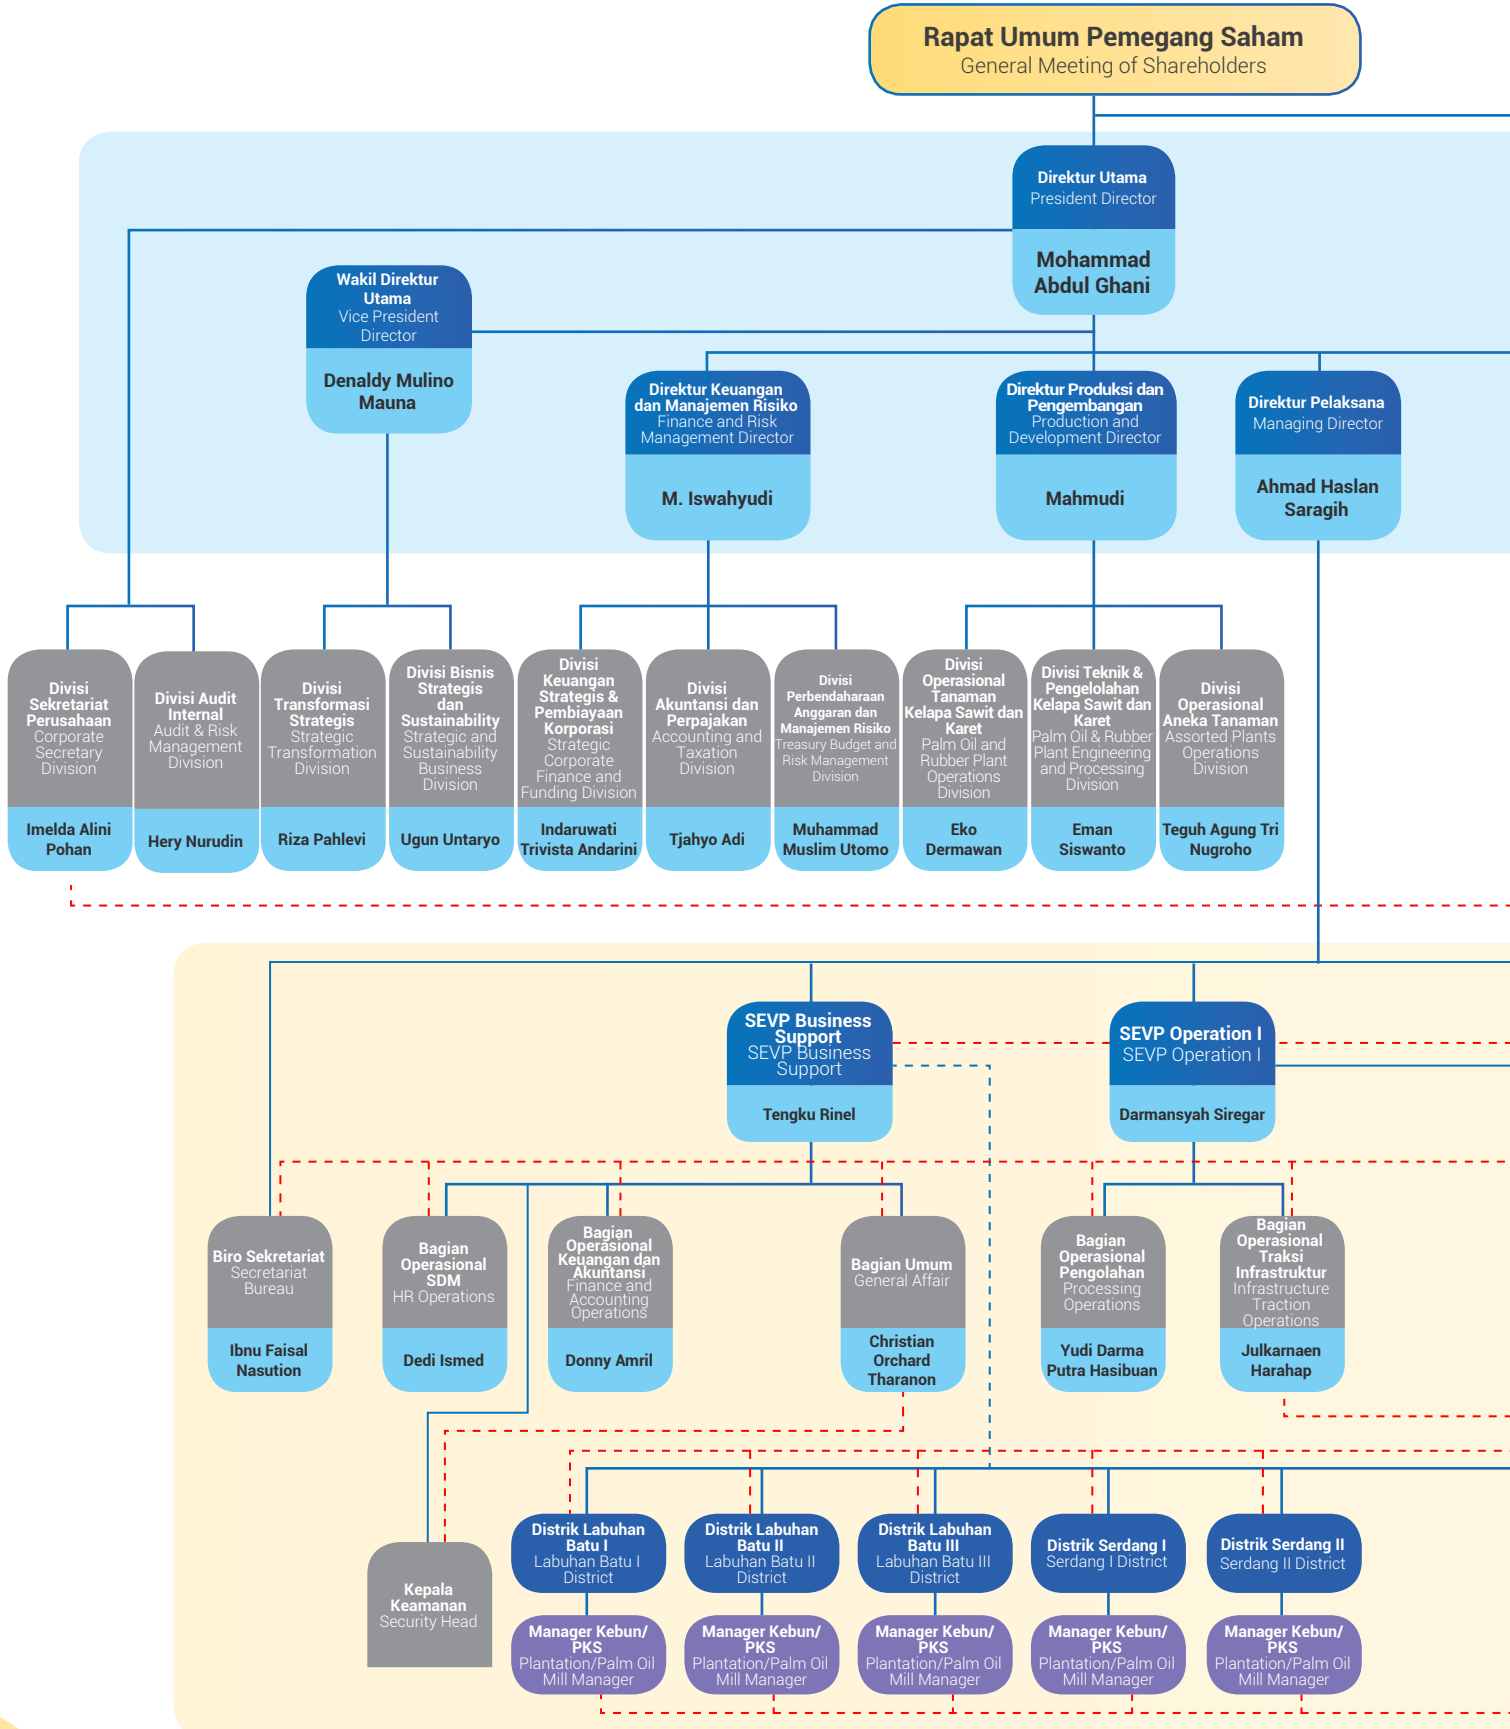 Rapat Umum Pemegang Saham
General Meeting of Shareholders
Direktur Utama
President Director
Mohammad
Abdul Ghani
Wakil Direktur
Utama
Vice President
Director
Denaldy Mulino
Mauna
Direktur Keuangan
dan Manajemen Risiko
Finance and Risk
Management Director
M. Iswahyudi
Direktur Produksi dan
Pengembangan
Production and
Development Director
Mahmudi
Direktur Pelaksana
Managing Director
Ahmad Haslan
Saragih
Divisi
Sekretariat
Perusahaan
Corporate
Secretary
Division
Imelda Alini
Pohan
Divisi Audit
Internal
Audit & Risk
Management
Division
Hery Nurudin
Divisi
Transformasi
Strategis
Strategic
Transformation
Division
Riza Pahlevi
Divisi Bisnis
Strategis
dan
Sustainability
Strategic and
Sustainability
Business
Division
Ugun Untaryo
Divisi
Keuangan
Strategis &
Pembiayaan
Korporasi
Strategic
Corporate
Finance and
Funding Division
Indaruwati
Trivista Andarini
Divisi
Akuntansi dan
Perpajakan
Accounting and
Taxation
Division
Tjahyo Adi
Divisi
Perbendaharaan
Anggaran dan
Manajemen Risiko
Treasury Budget and
Risk Management
Division
Muhammad
Muslim Utomo
Divisi
Operasional
Tanaman
Kelapa Sawit dan
Karet
Palm Oil and
Rubber Plant
Operations
Division
Eko
Dermawan
Divisi Teknik &
Pengelolahan
Kelapa Sawit dan
Karet
Palm Oil & Rubber
Plant Engineering
and Processing
Division
Eman
Siswanto
Divisi
Operasional
Aneka Tanaman
Assorted Plants
Operations
Division
Teguh Agung Tri
Nugroho
SEVP Business
Support
SEVP Business
Support
Tengku Rinel
SEVP Operation I
SEVP Operation I
Darmansyah Siregar
Biro Sekretariat
Secretariat
Bureau
Ibnu Faisal
Nasution
Bagian
Operasional
SDM
HR Operations
Dedi Ismed
Bagian
Operasional
Keuangan dan
Akuntansi
Finance and
Accounting
Operations
Donny Amril
Bagian Umum
General Affair
Christian
Orchard
Tharanon
Bagian
Operasional
Pengolahan
Processing
Operations
Yudi Darma
Putra Hasibuan
Bagian
Operasional
Traksi
Infrastruktur
Infrastructure
Traction
Operations
Julkarnaen
Harahap
Kepala
Keamanan
Security Head
Distrik Labuhan
Batu I
Labuhan Batu I
District
Distrik Labuhan
Batu II
Labuhan Batu II
District
Distrik Labuhan
Batu III
Labuhan Batu III
District
Distrik Serdang I
Serdang I District
Distrik Serdang II
Serdang II District
Manager Kebun/
PKS
Plantation/Palm Oil
Mill Manager
Manager Kebun/
PKS
Plantation/Palm Oil
Mill Manager
Manager Kebun/
PKS
Plantation/Palm Oil
Mill Manager
Manager Kebun/
PKS
Plantation/Palm Oil
Mill Manager
Manager Kebun/
PKS
Plantation/Palm Oil
Mill Manager